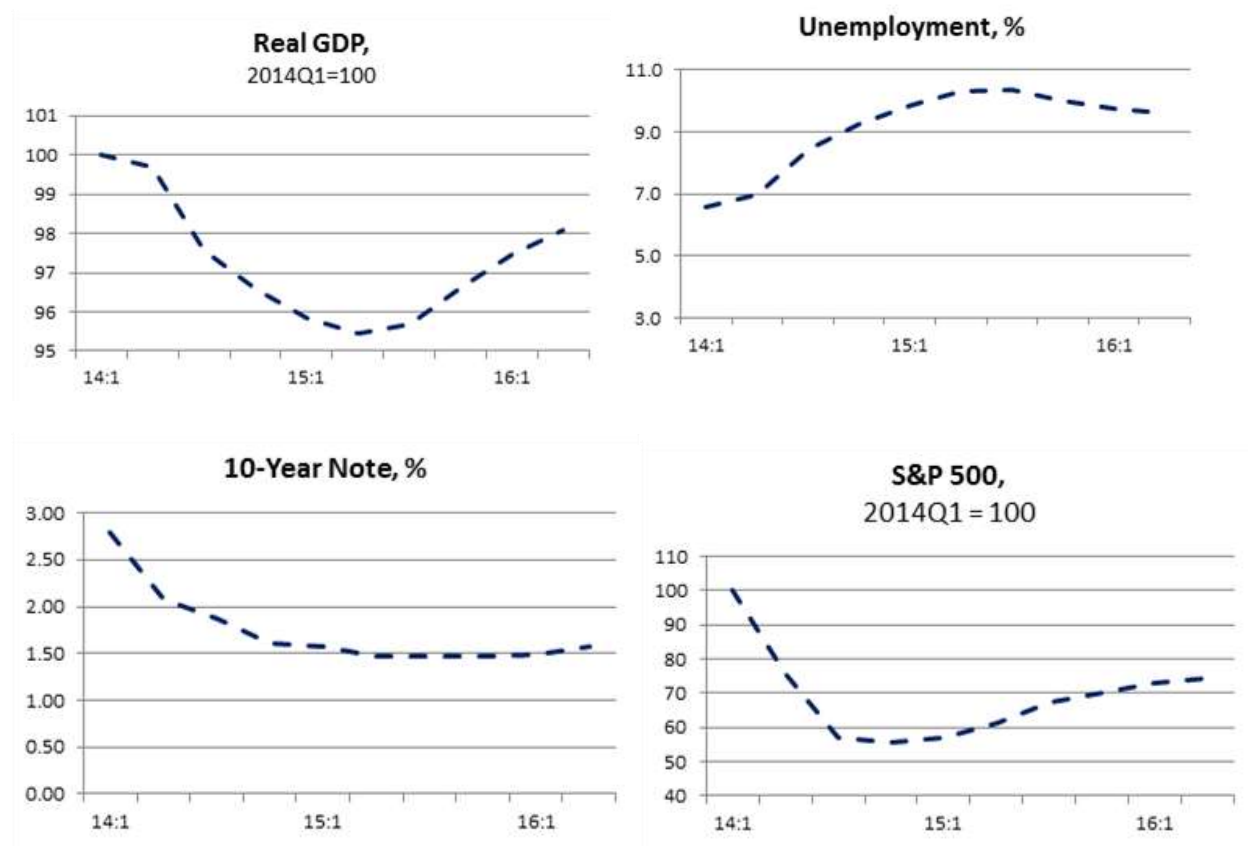 Real GDP,
2014Q1=100
101
100
99
98
97
96
95
14:1 15:1 16:1
Unemployment, %
11.0
9.0
7.0
5.0
3.0
14:1 15:1 16:1
10-Year Note, %
3.00
2.50
2.00
1.50
1.00
0.50
0.00
14:1 15:1 16:1
S&P 500,
2014Q1 = 100
110
100
90
80
70
60
50
40
14:1 15:1 16:1